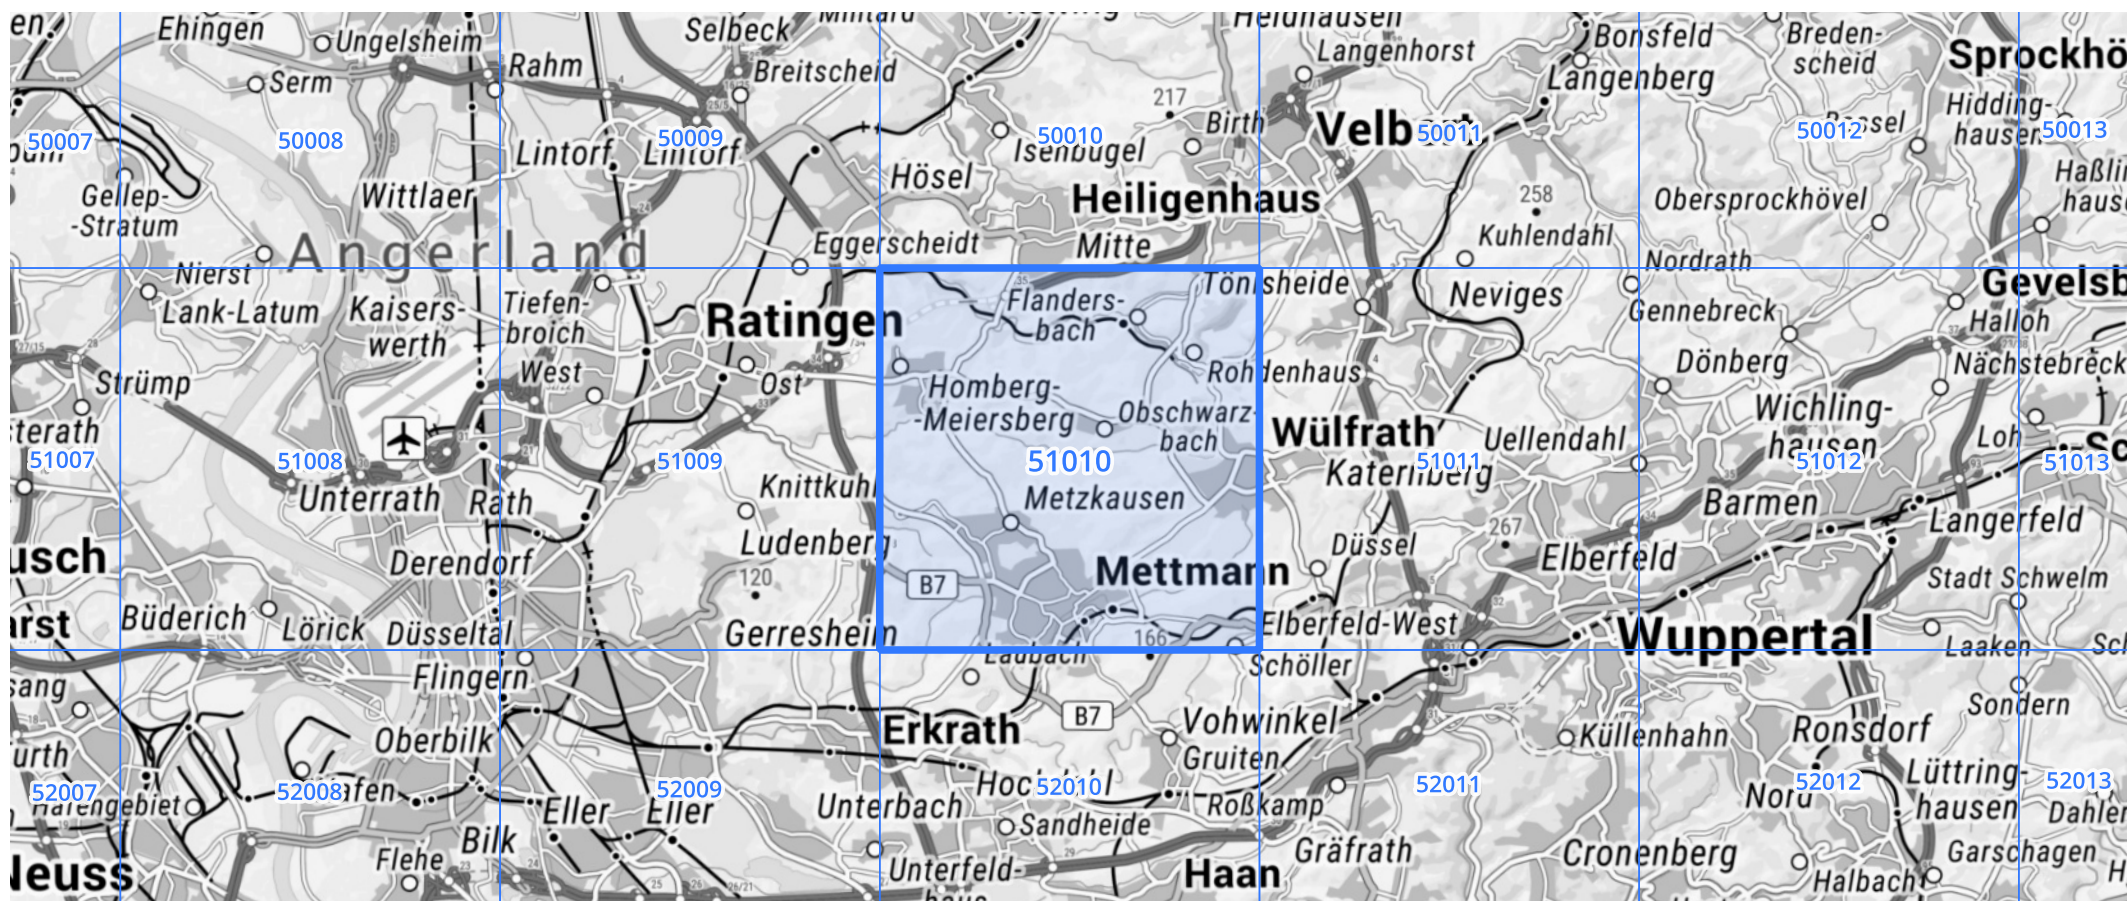 Ehingen
Ungelsheim
Serm
Rahm
Selbeck
Breitscheid
Heidhausen
Langenhorst
Bonsfeld
Langenberg
Breden-
scheid
Sprockhö
50007
50008
50009
50010
50011
50012
50013
Lintorf
Lintorf
217
Birth
Isenbügel
Hidding-
hausen
Gellep-
-Stratum
Wittlaer
Hösel
Heiligenhaus
Mitte
258
Kuhlendahl
Obersprockhövel
Angerland
Eggerscheidt
Nierst
Lank-Latum
Kaisers-
werth
Tiefen-
broich
West
Ratingen
Ost
Flanders-
bach
Tönisheide
Neviges
Nordrath
Gennebreck
Gevelsb
Halloh
Nächstebreck
Strümp
Homberg-
-Meiersberg
Obschwarz-
bach
Rohdenhaus
Dönberg
Wichling-
hausen
Wülfrath
Katernberg
Uellendahl
Loh
51007
51008
51009
51010
51011
51012
51013
Unterrath
Rath
Knittkuhl
Metzkausen
Barmen
Langerfeld
Derendorf
Ludenberg
120
B7
Mettmann
Düssel
267
Elberfeld
Stadt Schwelm
Büderich
Lörick
Düsseltal
Gerresheim
166
Elberfeld-West
Wuppertal
Laaken
Flingern
Laubach
Schöller
Sondern
Oberbilk
Erkrath
B7
Vohwinkel
Gruiten
Küllenhahn
Ronsdorf
52007
52008
52009
52010
52011
52012
52013
Hafengebiet
Eller
Eller
Unterbach
Roßkamp
Nord
Lüttring-
hausen
Bilk
Flehe
Sandheide
Unterfeld-
haus
Haan
Gräfrath
Cronenberg
Halbach
Garschagen